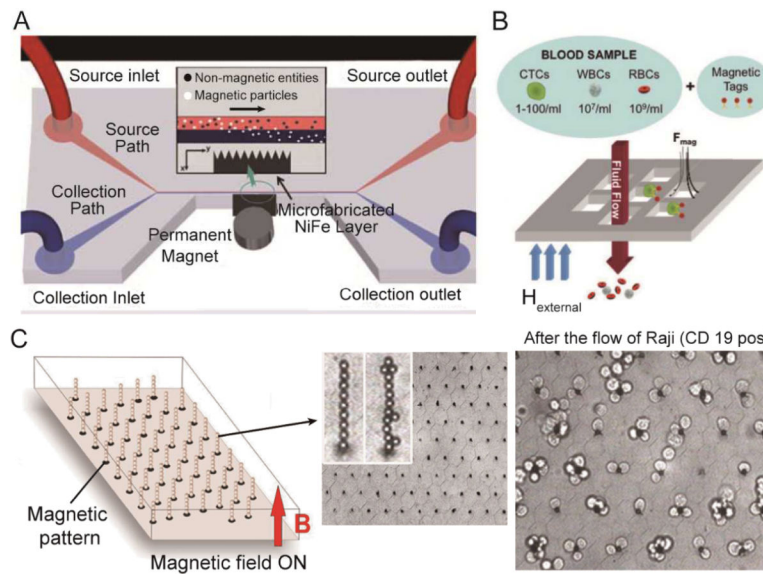 A
Source inlet
Source outlet
Non-magnetic entities
Magnetic particles
x
y
Source
Path
Collection
Path
Microfabricated
NiFe Layer
Permanent
Magnet
Collection Inlet
Collection outlet
B
BLOOD SAMPLE
CTCs WBCs RBCs
1-100/ml 10⁷/ml 10⁹/ml
+
Magnetic
Tags
Fmag
Fluid Flow
Hexternal
C
Magnetic
pattern
B
Magnetic field ON
After the flow of Raji (CD 19 pos